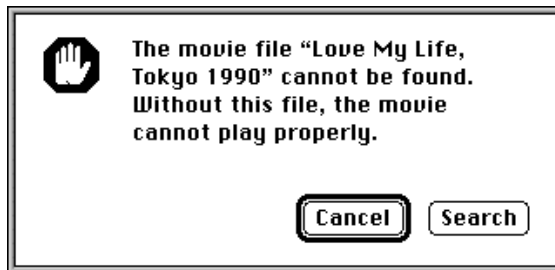 The movie file “Love My Life,
Tokyo 1990” cannot be found.
Without this file, the movie
cannot play properly.
Cancel Search